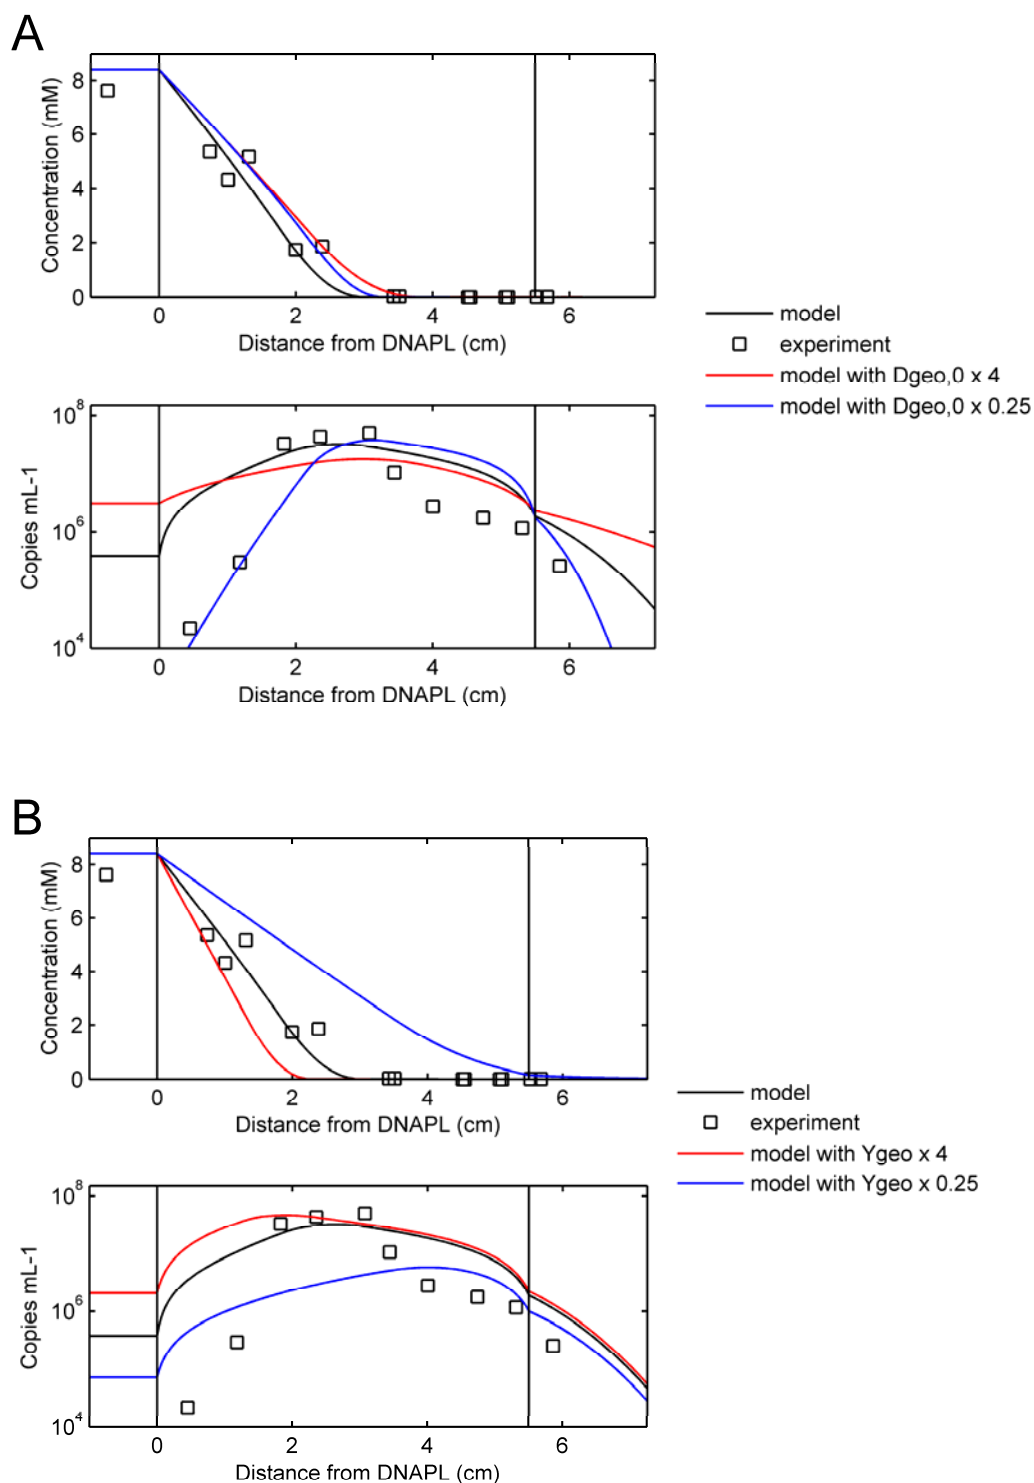 A
Concentration (mM)
8
6
4
2
0
0 2 4 6
Distance from DNAPL (cm)
model
experiment
model with Dgeo,0 x 4
model with Dgeo,0 x 0.25
Copies mL-1
10^8
10^6
10^4
0 2 4 6
Distance from DNAPL (cm)
B
Concentration (mM)
8
6
4
2
0
0 2 4 6
Distance from DNAPL (cm)
model
experiment
model with Ygeo x 4
model with Ygeo x 0.25
Copies mL-1
10^8
10^6
10^4
0 2 4 6
Distance from DNAPL (cm)